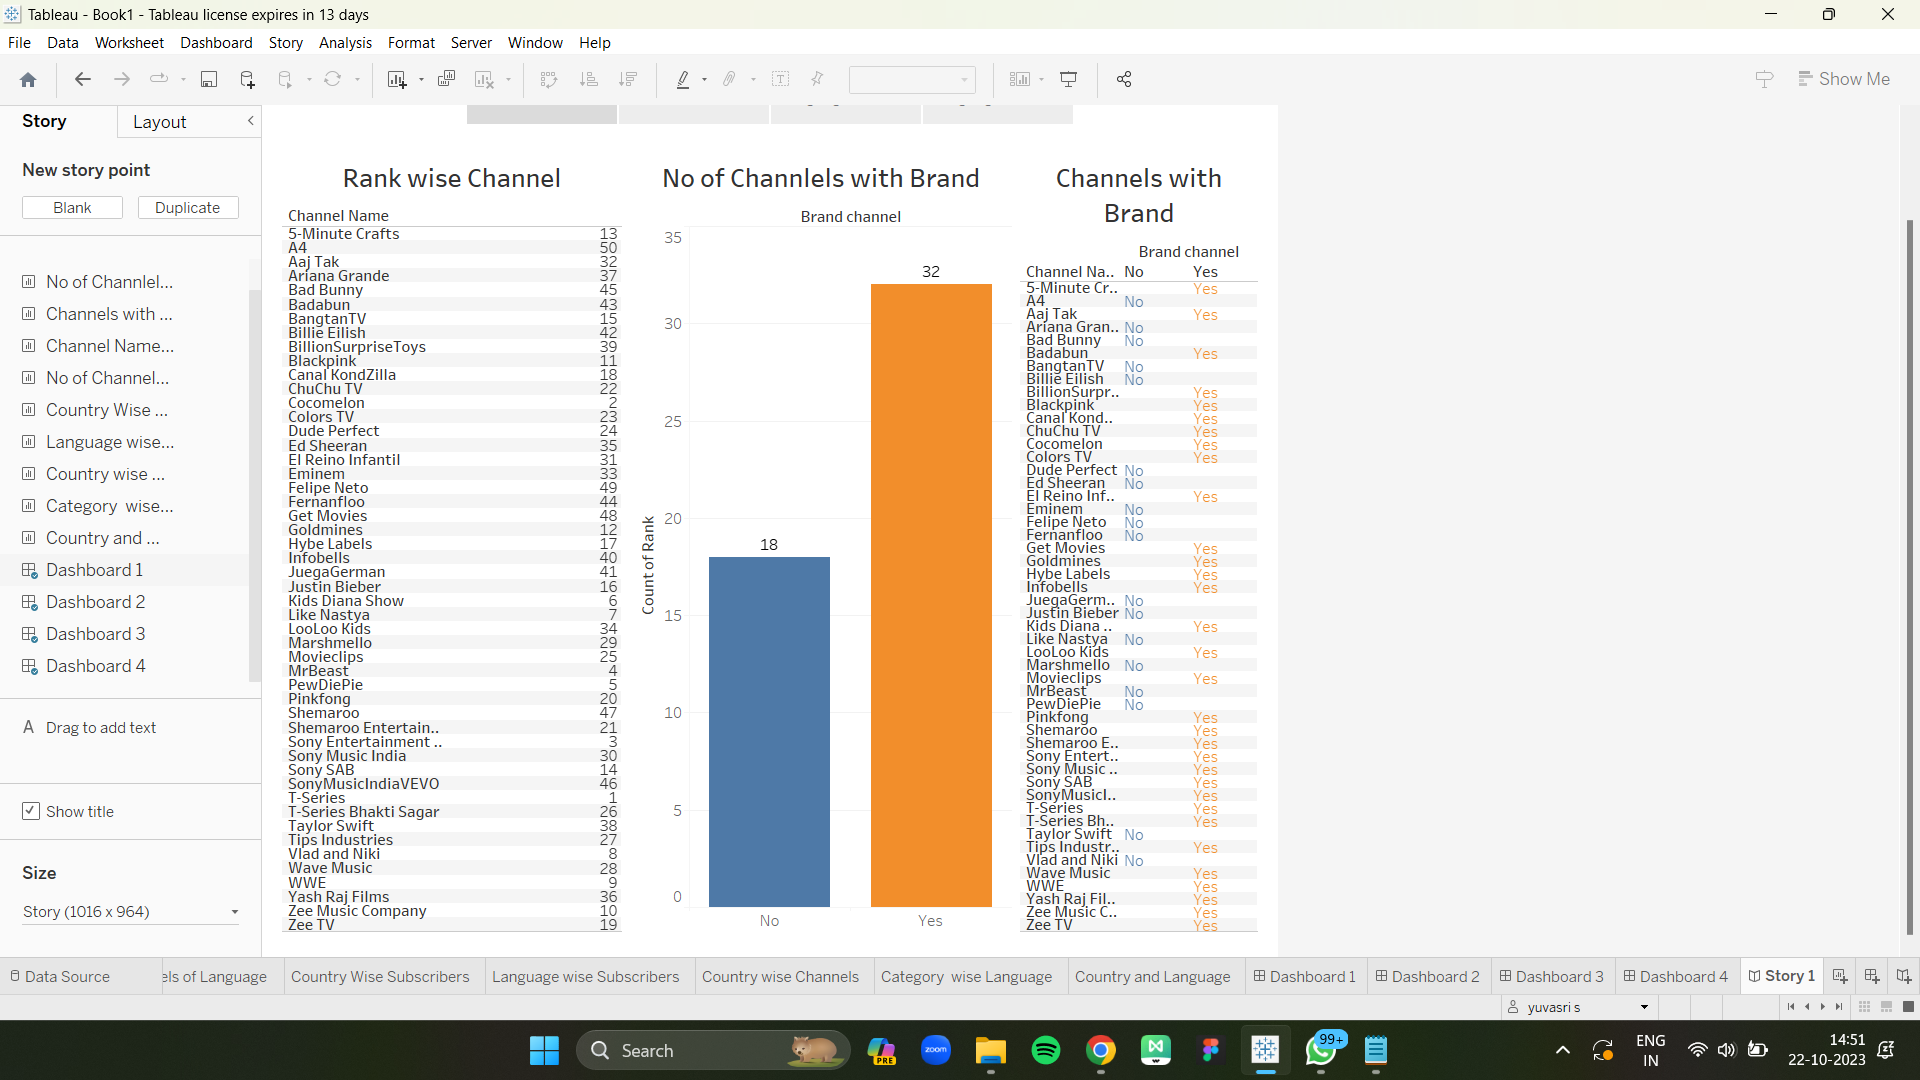 Tableau - Book1 - Tableau license expires in 13 days
File Data Worksheet Dashboard Story Analysis Format Server Window Help
Show Me
Story Layout
New story point
Blank Duplicate
No of Channlel...
Channels with ...
Channel Name...
No of Channel...
Country Wise ...
Language wise...
Country wise ...
Category wise...
Country and ...
Dashboard 1
Dashboard 2
Dashboard 3
Dashboard 4
A Drag to add text
Show title
Size
Story (1016 x 964)
Rank wise Channel
Channel Name
5-Minute Crafts 13
A4 50
Aaj Tak 32
Ariana Grande 37
Bad Bunny 45
Badabun 43
BangtanTV 15
Billie Eilish 42
BillionSurpriseToys 39
Blackpink 11
Canal KondZilla 18
ChuChu TV 22
Cocomelon 2
Colors TV 23
Dude Perfect 24
Ed Sheeran 35
El Reino Infantil 31
Eminem 33
Felipe Neto 49
Fernanfloo 44
Get Movies 48
Goldmines 12
Hybe Labels 17
Infobells 40
JuegaGerman 41
Justin Bieber 16
Kids Diana Show 6
Like Nastya 7
LooLoo Kids 34
Marshmello 29
Movieclips 25
MrBeast 4
PewDiePie 5
Pinkfong 20
Shemaroo 47
Shemaroo Entertain.. 21
Sony Entertainment .. 3
Sony Music India 30
Sony SAB 14
SonyMusicIndiaVEVO 46
T-Series 1
T-Series Bhakti Sagar 26
Taylor Swift 38
Tips Industries 27
Vlad and Niki 8
Wave Music 28
WWE 9
Yash Raj Films 36
Zee Music Company 10
Zee TV 19
No of Channlels with Brand
Brand channel
35
30
25
20
15
10
5
0
Count of Rank
18
32
No Yes
Channels with
Brand
Brand channel
Channel Na.. No Yes
5-Minute Cr.. Yes
A4 No
Aaj Tak Yes
Ariana Gran.. No
Bad Bunny No
Badabun Yes
BangtanTV No
Billie Eilish No
BillionSurpr.. Yes
Blackpink Yes
Canal Kond.. Yes
ChuChu TV Yes
Cocomelon Yes
Colors TV Yes
Dude Perfect No
Ed Sheeran No
El Reino Inf.. Yes
Eminem No
Felipe Neto No
Fernanfloo No
Get Movies Yes
Goldmines Yes
Hybe Labels Yes
Infobells Yes
JuegaGerm.. No
Justin Bieber No
Kids Diana .. Yes
Like Nastya No
LooLoo Kids Yes
Marshmello No
Movieclips Yes
MrBeast No
PewDiePie No
Pinkfong Yes
Shemaroo Yes
Shemaroo E.. Yes
Sony Entert.. Yes
Sony Music .. Yes
Sony SAB Yes
SonyMusicI.. Yes
T-Series Yes
T-Series Bh.. Yes
Taylor Swift No
Tips Industr.. Yes
Vlad and Niki No
Wave Music Yes
WWE Yes
Yash Raj Fil.. Yes
Zee Music C.. Yes
Zee TV Yes
Data Source els of Language Country Wise Subscribers Language wise Subscribers Country wise Channels Category wise Language Country and Language Dashboard 1 Dashboard 2 Dashboard 3 Dashboard 4 Story 1
yuvasri s
Search
PRE
zoom
99+
ENG
IN
14:51
22-10-2023